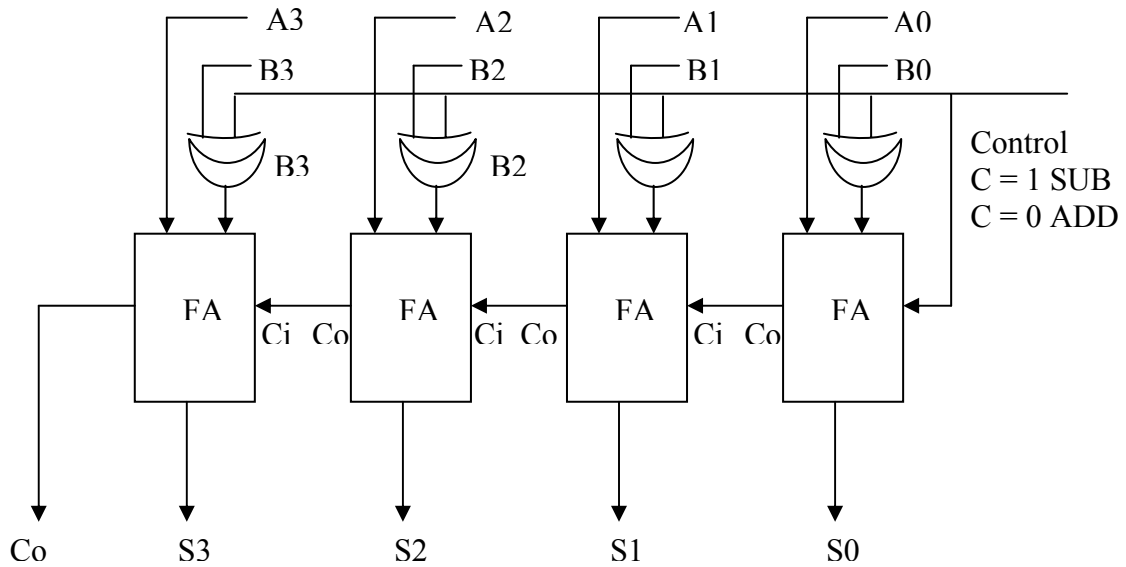 A3 A2 A1 A0
B3 B2 B1 B0
Control
C = 1 SUB
C = 0 ADD
B3 B2
FA FA FA FA
Ci Co Ci Co Ci Co
Co S3 S2 S1 S0